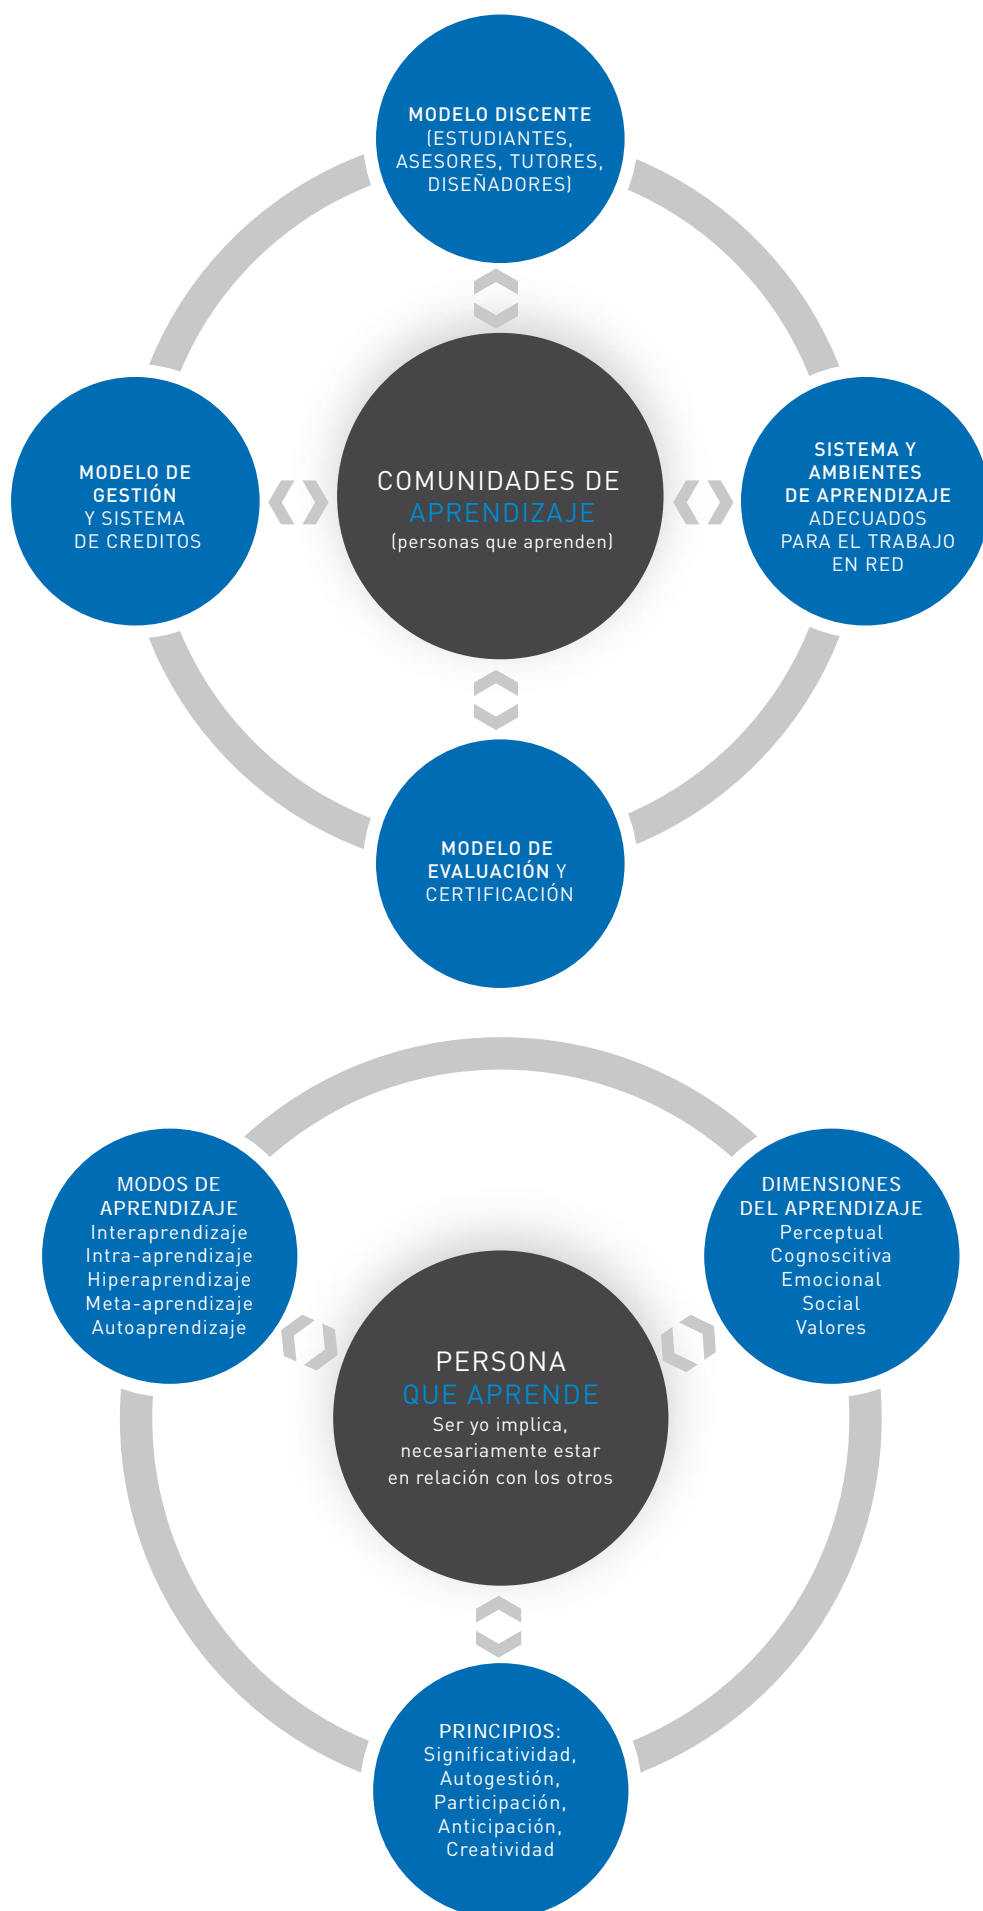 MODELO DISCENTE
(ESTUDIANTES,
ASESORES, TUTORES,
DISEÑADORES)
MODELO DE
GESTIÓN
Y SISTEMA
DE CREDITOS
COMUNIDADES DE
APRENDIZAJE
(personas que aprenden)
SISTEMA Y
AMBIENTES
DE APRENDIZAJE
ADECUADOS
PARA EL TRABAJO
EN RED
MODELO DE
EVALUACIÓN Y
CERTIFICACIÓN
MODOS DE
APRENDIZAJE
Interaprendizaje
Intra-aprendizaje
Hiperaprendizaje
Meta-aprendizaje
Autoaprendizaje
DIMENSIONES
DEL APRENDIZAJE
Perceptual
Cognoscitiva
Emocional
Social
Valores
PERSONA
QUE APRENDE
Ser yo implica,
necesariamente estar
en relación con los otros
PRINCIPIOS:
Significatividad,
Autogestión,
Participación,
Anticipación,
Creatividad